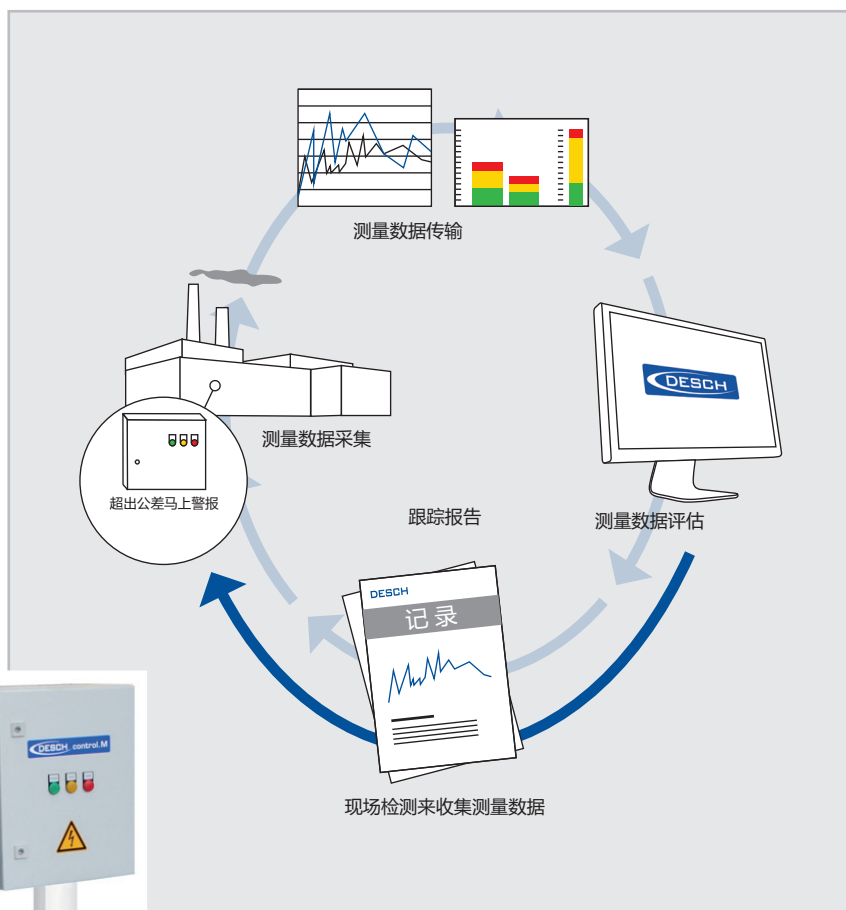 测量数据传输
DESCH
测量数据采集
超出公差马上警报
跟踪报告
测量数据评估
DESCH
记录
DESCH control.M
现场检测来收集测量数据